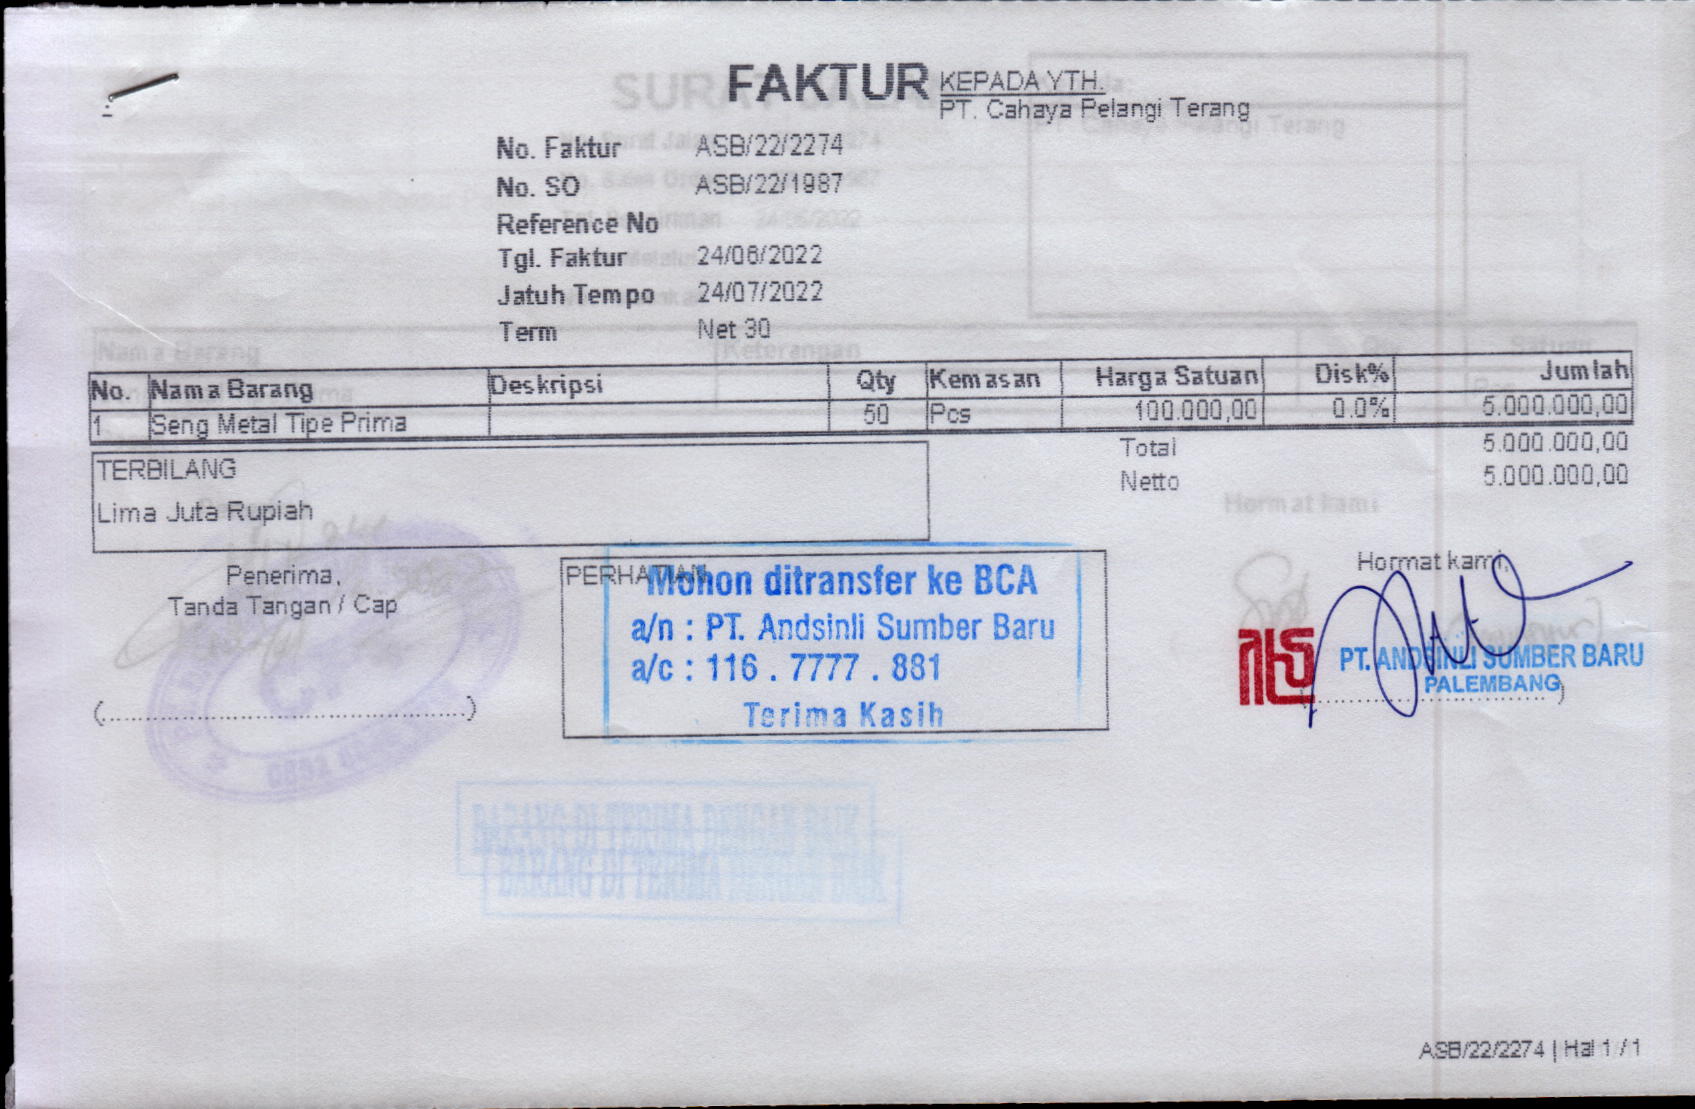 FAKTUR
KEPADA YTH.
PT. Cahaya Pelangi Terang
No. Faktur ASB/22/2274
No. SO ASB/22/1987
Reference No
Tgl. Faktur 24/06/2022
Jatuh Tempo 24/07/2022
Term Net 30
No. Nama Barang Deskripsi Qty Kemasan Harga Satuan Disk% Jumlah
1 Seng Metal Tipe Prima 50 Pcs 100.000,00 0.0% 5.000.000,00
Total 5.000.000,00
Netto 5.000.000,00
TERBILANG
Lima Juta Rupiah
Penerima,
Tanda Tangan / Cap
PERHATIAN
Mohon ditransfer ke BCA
a/n : PT. Andsinli Sumber Baru
a/c : 116 . 7777 . 881
Terima Kasih
Hormat kami,
PT. ANDSINLI SUMBER BARU
PALEMBANG
BARANG DI TERIMA DENGAN BAIK
BARANG DI TERIMA DENGAN BAIK
ASB/22/2274 | Hal 1 / 1